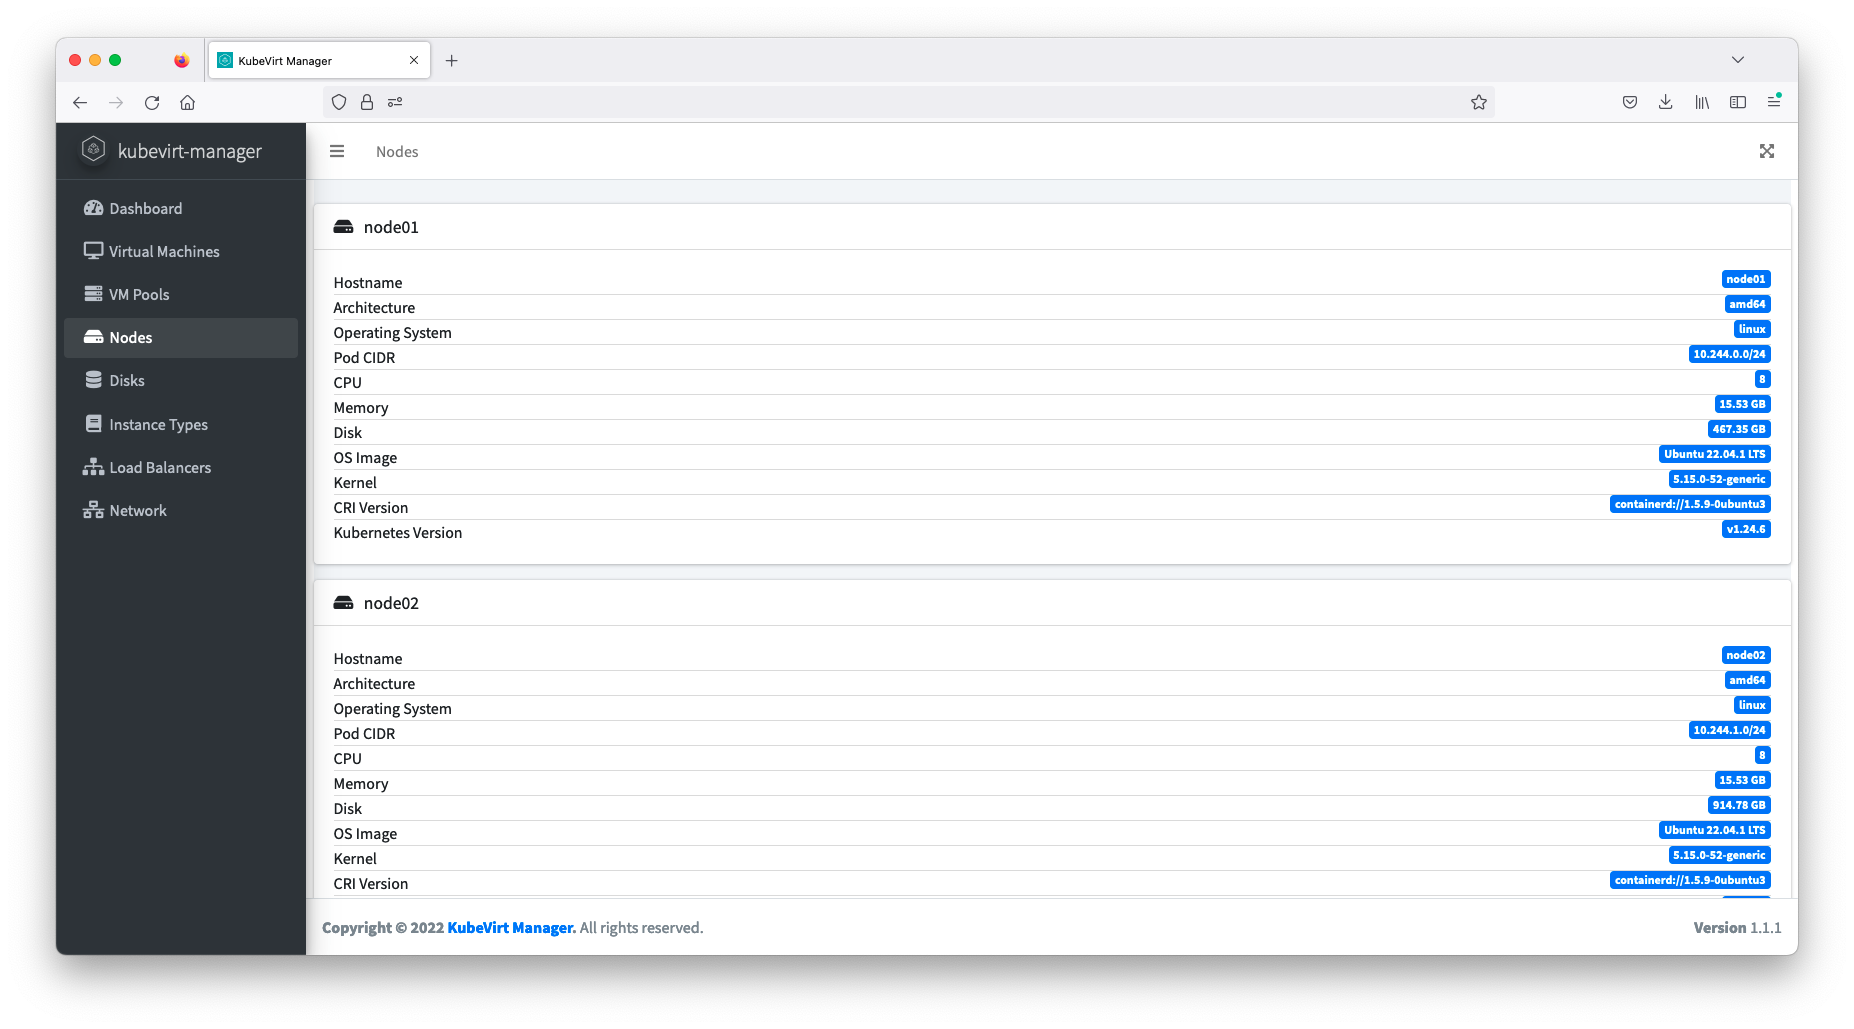 KubeVirt Manager
kubevirt-manager
Nodes
Dashboard
Virtual Machines
VM Pools
Nodes
Disks
Instance Types
Load Balancers
Network
node01
Hostname node01
Architecture amd64
Operating System linux
Pod CIDR 10.244.0.0/24
CPU 8
Memory 15.53 GB
Disk 467.35 GB
OS Image Ubuntu 22.04.1 LTS
Kernel 5.15.0-52-generic
CRI Version containerd://1.5.9-0ubuntu3
Kubernetes Version v1.24.6
node02
Hostname node02
Architecture amd64
Operating System linux
Pod CIDR 10.244.1.0/24
CPU 8
Memory 15.53 GB
Disk 914.78 GB
OS Image Ubuntu 22.04.1 LTS
Kernel 5.15.0-52-generic
CRI Version containerd://1.5.9-0ubuntu3
Copyright © 2022 KubeVirt Manager. All rights reserved. Version 1.1.1